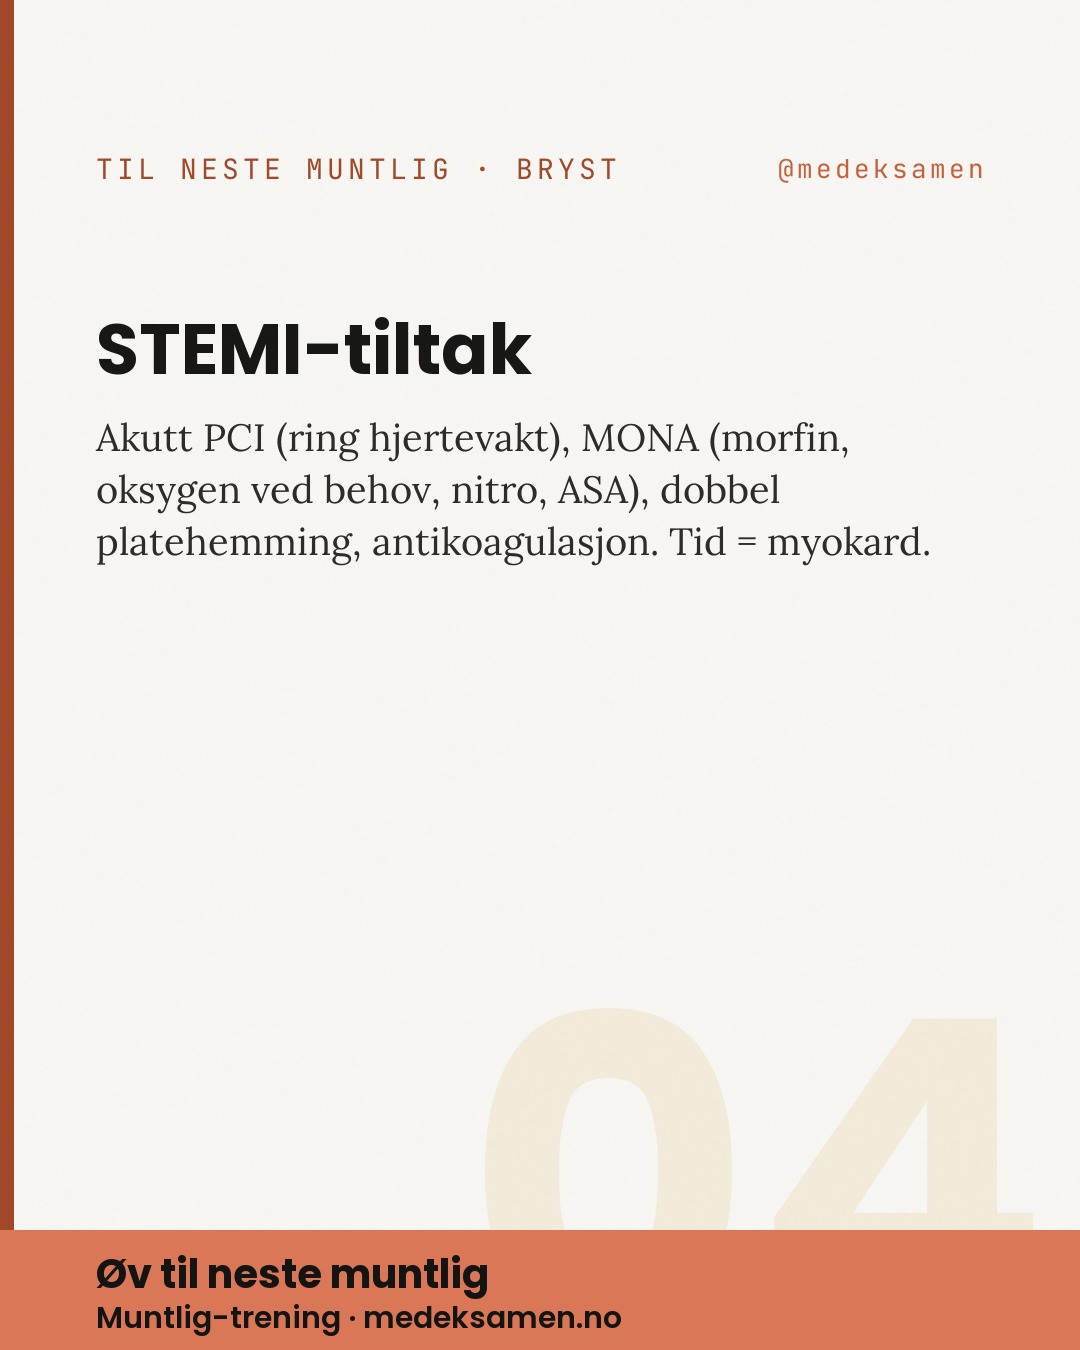 TIL NESTE MUNTLIG · BRYST
@medeksamen
STEMI-tiltak
Akutt PCI (ring hjertevakt), MONA (morfin,
oksygen ved behov, nitro, ASA), dobbel
platehemming, antikoagulasjon. Tid = myokard.
04
Øv til neste muntlig
Muntlig-trening · medeksamen.no